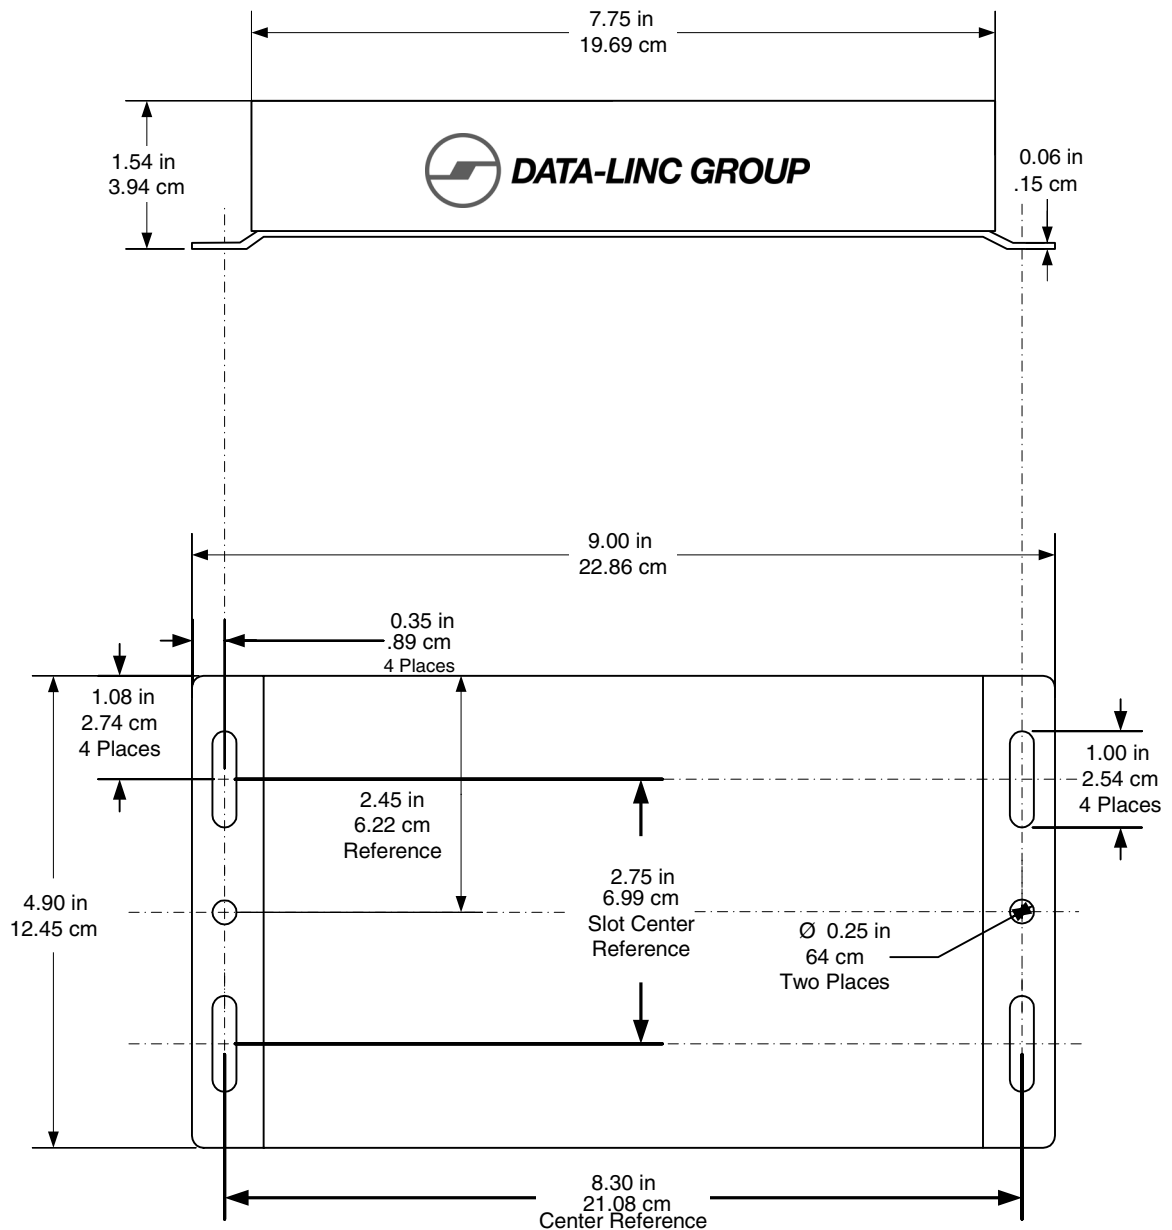 7.75 in
19.69 cm
1.54 in
3.94 cm
DATA-LINC GROUP
0.06 in
.15 cm
9.00 in
22.86 cm
0.35 in
.89 cm
4 Places
1.08 in
2.74 cm
4 Places
1.00 in
2.54 cm
4 Places
2.45 in
6.22 cm
Reference
2.75 in
6.99 cm
Slot Center
Reference
4.90 in
12.45 cm
Ø 0.25 in
64 cm
Two Places
8.30 in
21.08 cm
Center Reference